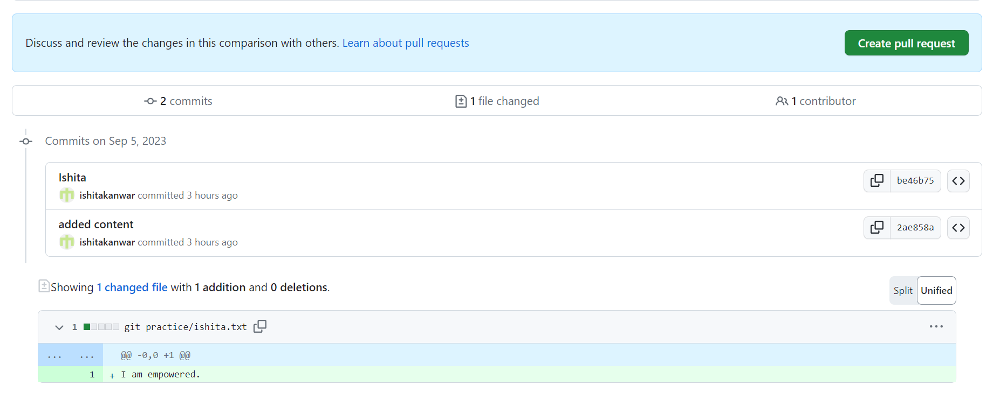 Discuss and review the changes in this comparison with others. Learn about pull requests
Create pull request
2 commits
1 file changed
1 contributor
Commits on Sep 5, 2023
Ishita
ishitakanwar committed 3 hours ago
be46b75
added content
ishitakanwar committed 3 hours ago
2ae858a
Showing 1 changed file with 1 addition and 0 deletions.
Split Unified
1 git practice/ishita.txt
... ... @@ -0,0 +1 @@
1 + I am empowered.